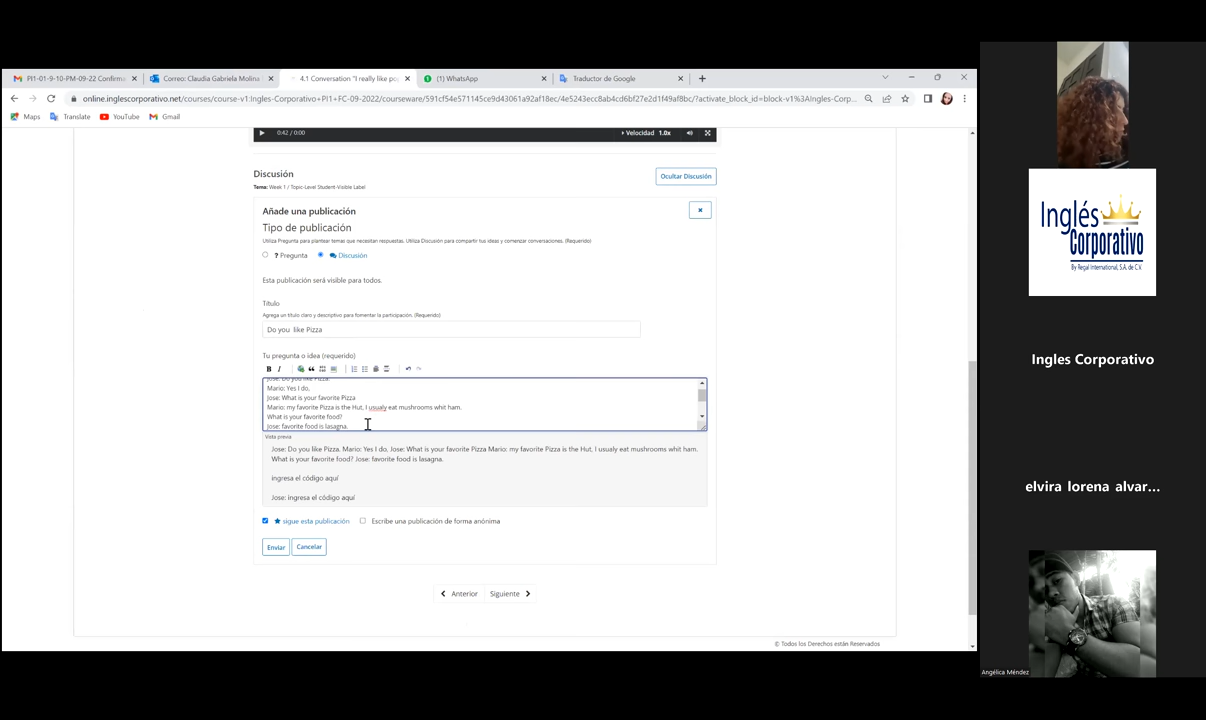 PI1-01-9-10-PM-09-22 Confirmu
Correo: Claudia Gabriela Molina
4.1 Conversation "I really like po
(1) WhatsApp
Traductor de Google
online.inglescorporativo.net/courses/course-v1:Ingles-Corporativo+PI1+FC-09-2022/courseware/591cf54e571145ce9d43061a92af18ec/4e5243ecc8ab4cd6bf27e2d1f49af8bc/?activate_block_id=block-v1%3AIngles-Corp...
Maps
Translate
YouTube
Gmail
0:42 / 0:00
Velocidad 1.0x
Discusión
Tema: Week 1 / Topic-Level Student-Visible Label
Ocultar Discusión
Añade una publicación
Tipo de publicación
Utiliza Pregunta para plantear temas que necesitan respuestas. Utiliza Discusión para compartir tus ideas y comenzar conversaciones. (Requerido)
? Pregunta
Discusión
Esta publicación será visible para todos.
Título
Agrega un título claro y descriptivo para fomentar la participación. (Requerido)
Do you  like Pizza
Tu pregunta o idea (requerido)
B I
Jose: Do you like Pizza.
Mario: Yes I do,
Jose: What is your favorite Pizza
Mario: my favorite Pizza is the Hut, I usualy eat mushrooms whit ham.
What is your favorite food?
Jose: favorite food is lasagna.
Vista previa
Jose: Do you like Pizza. Mario: Yes I do, Jose: What is your favorite Pizza Mario: my favorite Pizza is the Hut, I usualy eat mushrooms whit ham.
What is your favorite food? Jose: favorite food is lasagna.
ingresa el código aquí
Jose: ingresa el código aquí
sigue esta publicación
Escribe una publicación de forma anónima
Enviar
Cancelar
Anterior
Siguiente
© Todos los Derechos están Reservados
Inglés
Corporativo
By Regal International, S.A. de C.V.
Ingles Corporativo
elvira lorena alvar...
Angélica Méndez